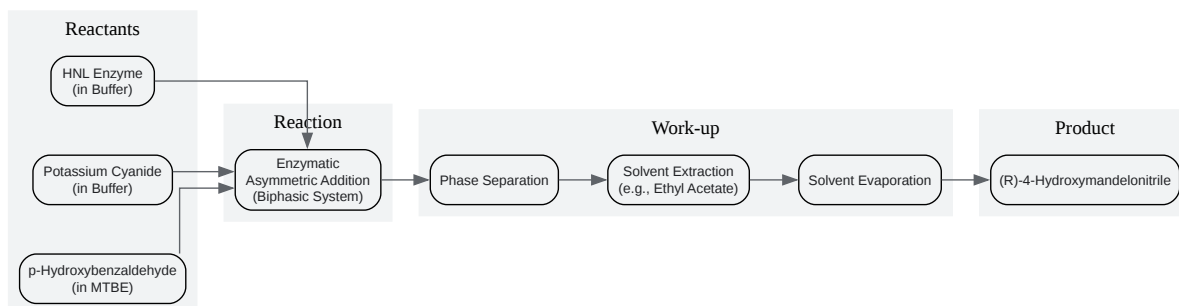 Reactants
HNL Enzyme
(in Buffer)
Potassium Cyanide
(in Buffer)
p-Hydroxybenzaldehyde
(in MTBE)
Reaction
Enzymatic
Asymmetric Addition
(Biphasic System)
Work-up
Phase Separation
Solvent Extraction
(e.g., Ethyl Acetate)
Solvent Evaporation
Product
(R)-4-Hydroxymandelonitrile